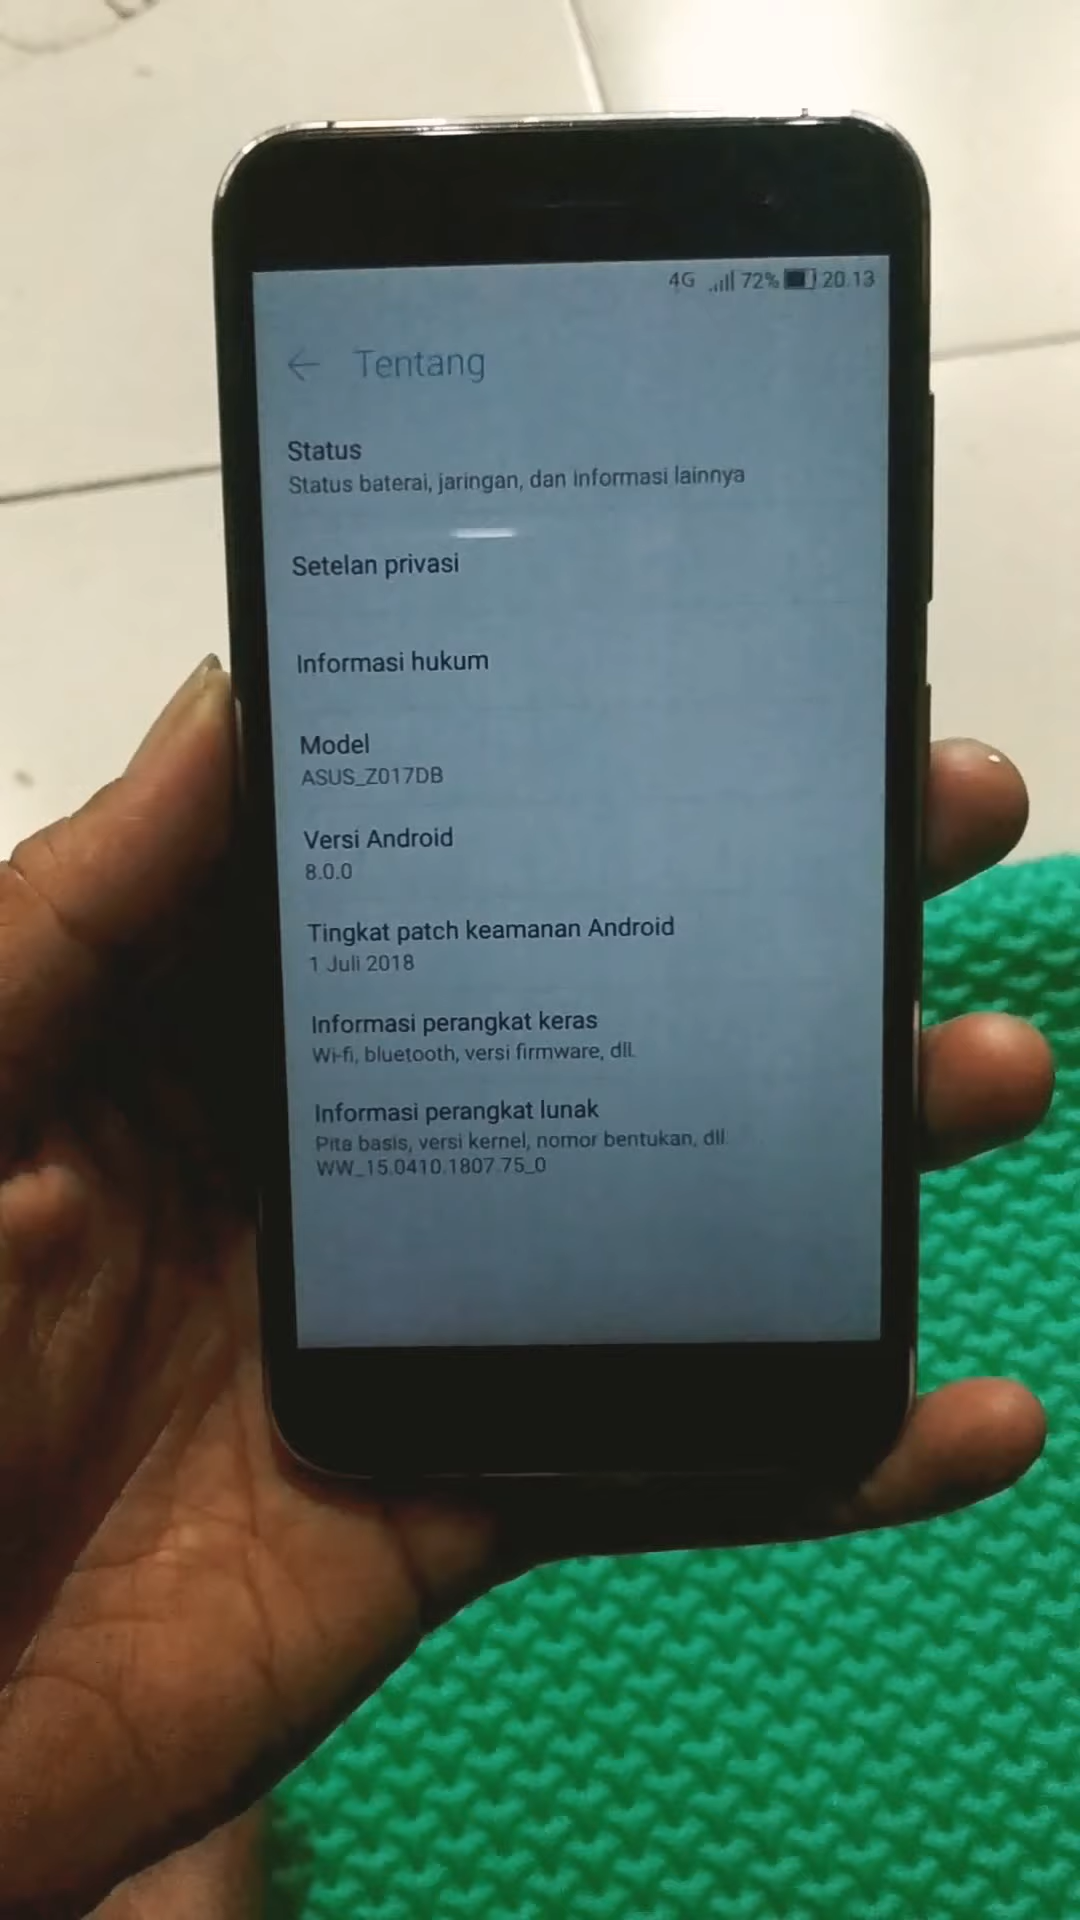 4G 72% 20.13
Tentang
Status
Status baterai, jaringan, dan informasi lainnya
Setelan privasi
Informasi hukum
Model
ASUS_Z017DB
Versi Android
8.0.0
Tingkat patch keamanan Android
1 Juli 2018
Informasi perangkat keras
Wi-fi, bluetooth, versi firmware, dll.
Informasi perangkat lunak
Pita basis, versi kernel, nomor bentukan, dll.
WW_15.0410.1807.75_0